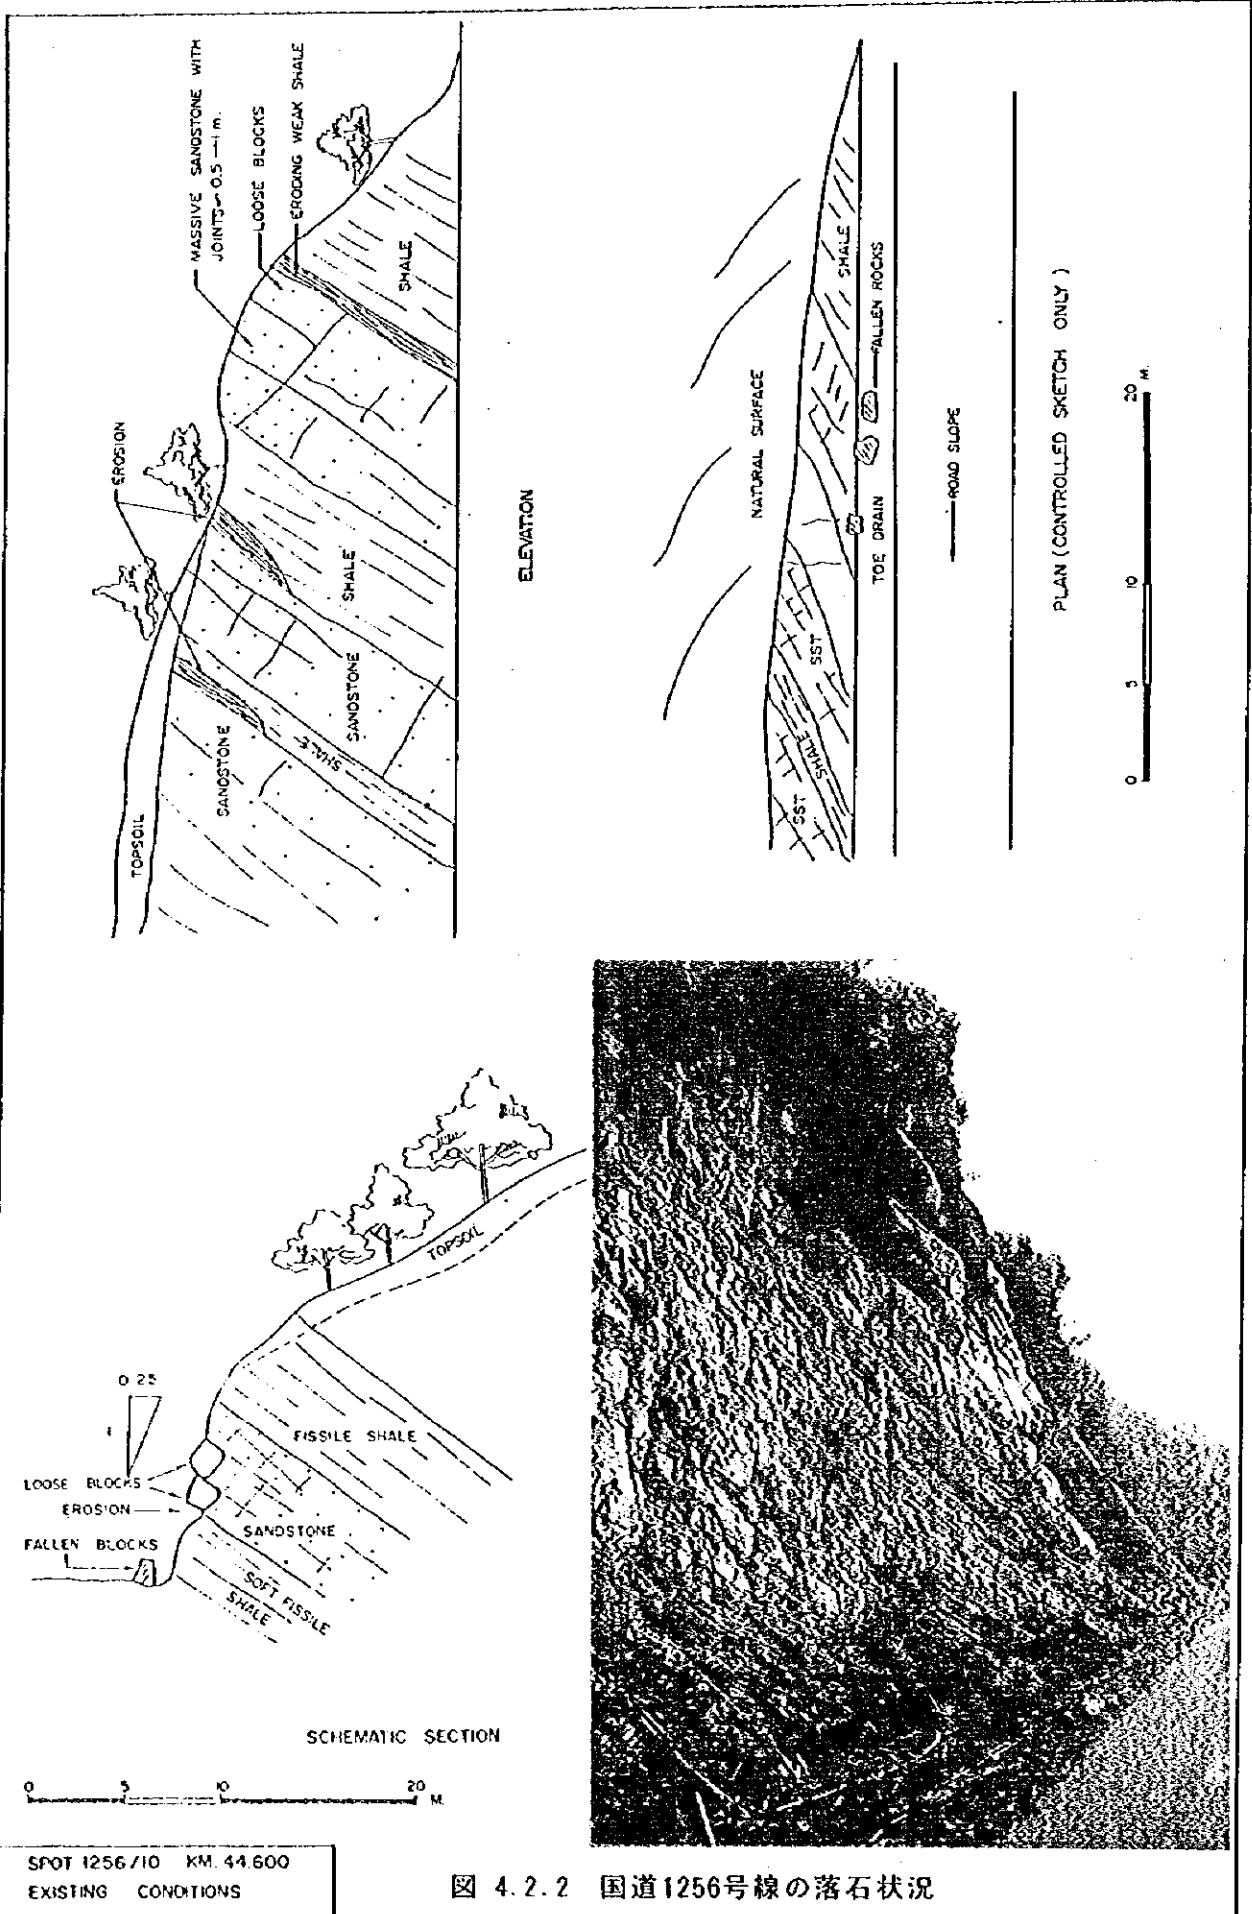 MASSIVE SANDSTONE WITH
JOINTS 0.5 — 1 m.
LOOSE BLOCKS
ERODING WEAK SHALE
EROSION
SHALE
SHALE
SANDSTONE
SHALE
SANDSTONE
TOPSOIL
ELEVATION
NATURAL SURFACE
SHALE
FALLEN ROCKS
TOE DRAIN
SST
SHALE
SST
ROAD SLOPE
PLAN (CONTROLLED SKETCH ONLY)
0 5 10 20 M.
TOPSOIL
0.25
1
FISSILE SHALE
LOOSE BLOCKS
EROSION
SANDSTONE
FALLEN BLOCKS
SOFT FISSILE
SHALE
SCHEMATIC SECTION
0 5 10 20 M.
SPOT 1256/10 KM. 44.600
EXISTING CONDITIONS
図 4.2.2 国道1256号線の落石状況